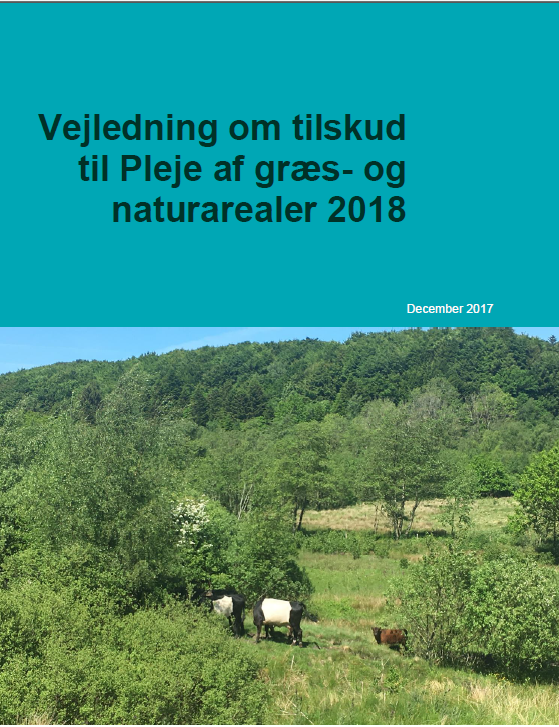 Vejledning om tilskud
til Pleje af græs- og
naturarealer 2018
December 2017